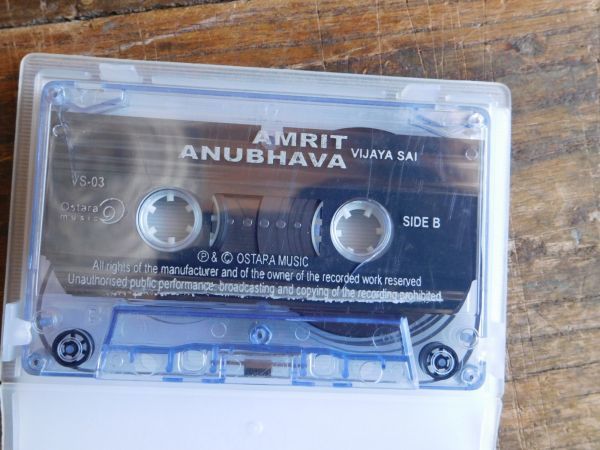 AMRIT
ANUBHAVA VIJAYA SAI
VS-03
Ostara
music
SIDE B
℗ & © OSTARA MUSIC
All rights of the manufacturer and of the owner of the recorded work reserved
Unauthorised public performance, broadcasting and copying of the recording prohibited